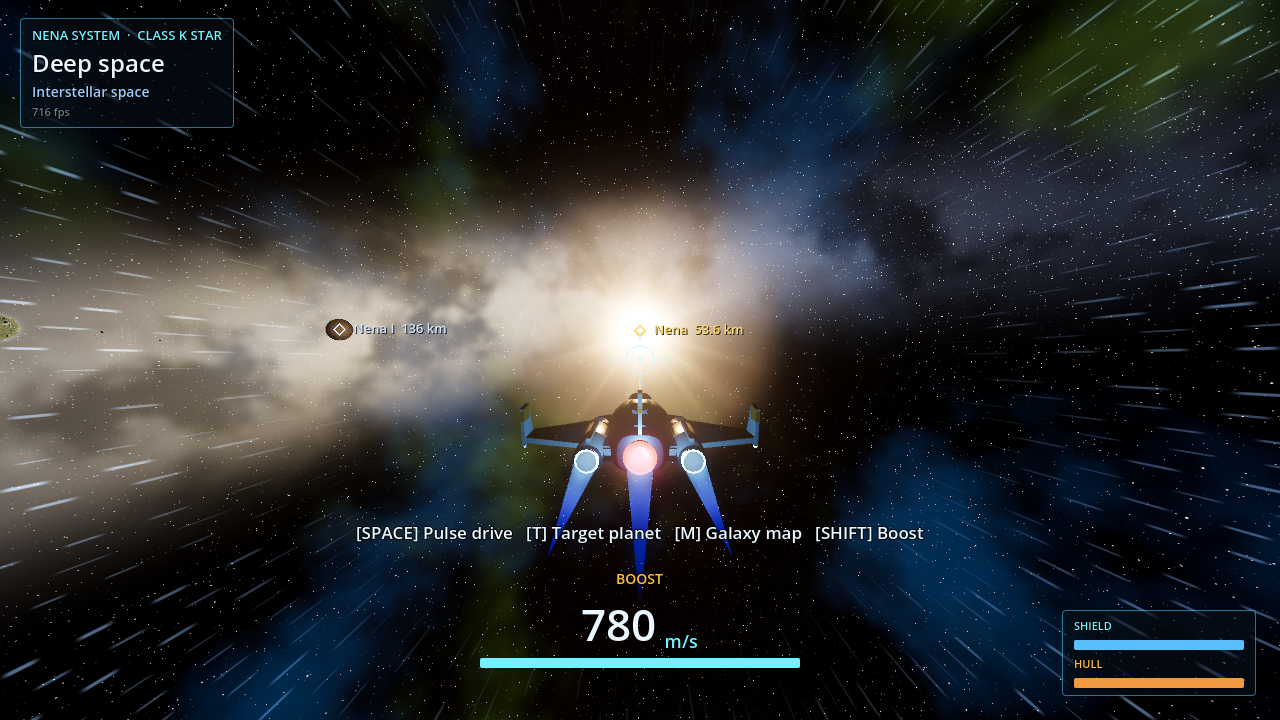 NENA SYSTEM · CLASS K STAR
Deep space
Interstellar space
716 fps
Nena I 136 km
Nena 53.6 km
[SPACE] Pulse drive [T] Target planet [M] Galaxy map [SHIFT] Boost
BOOST
780 m/s
SHIELD
HULL